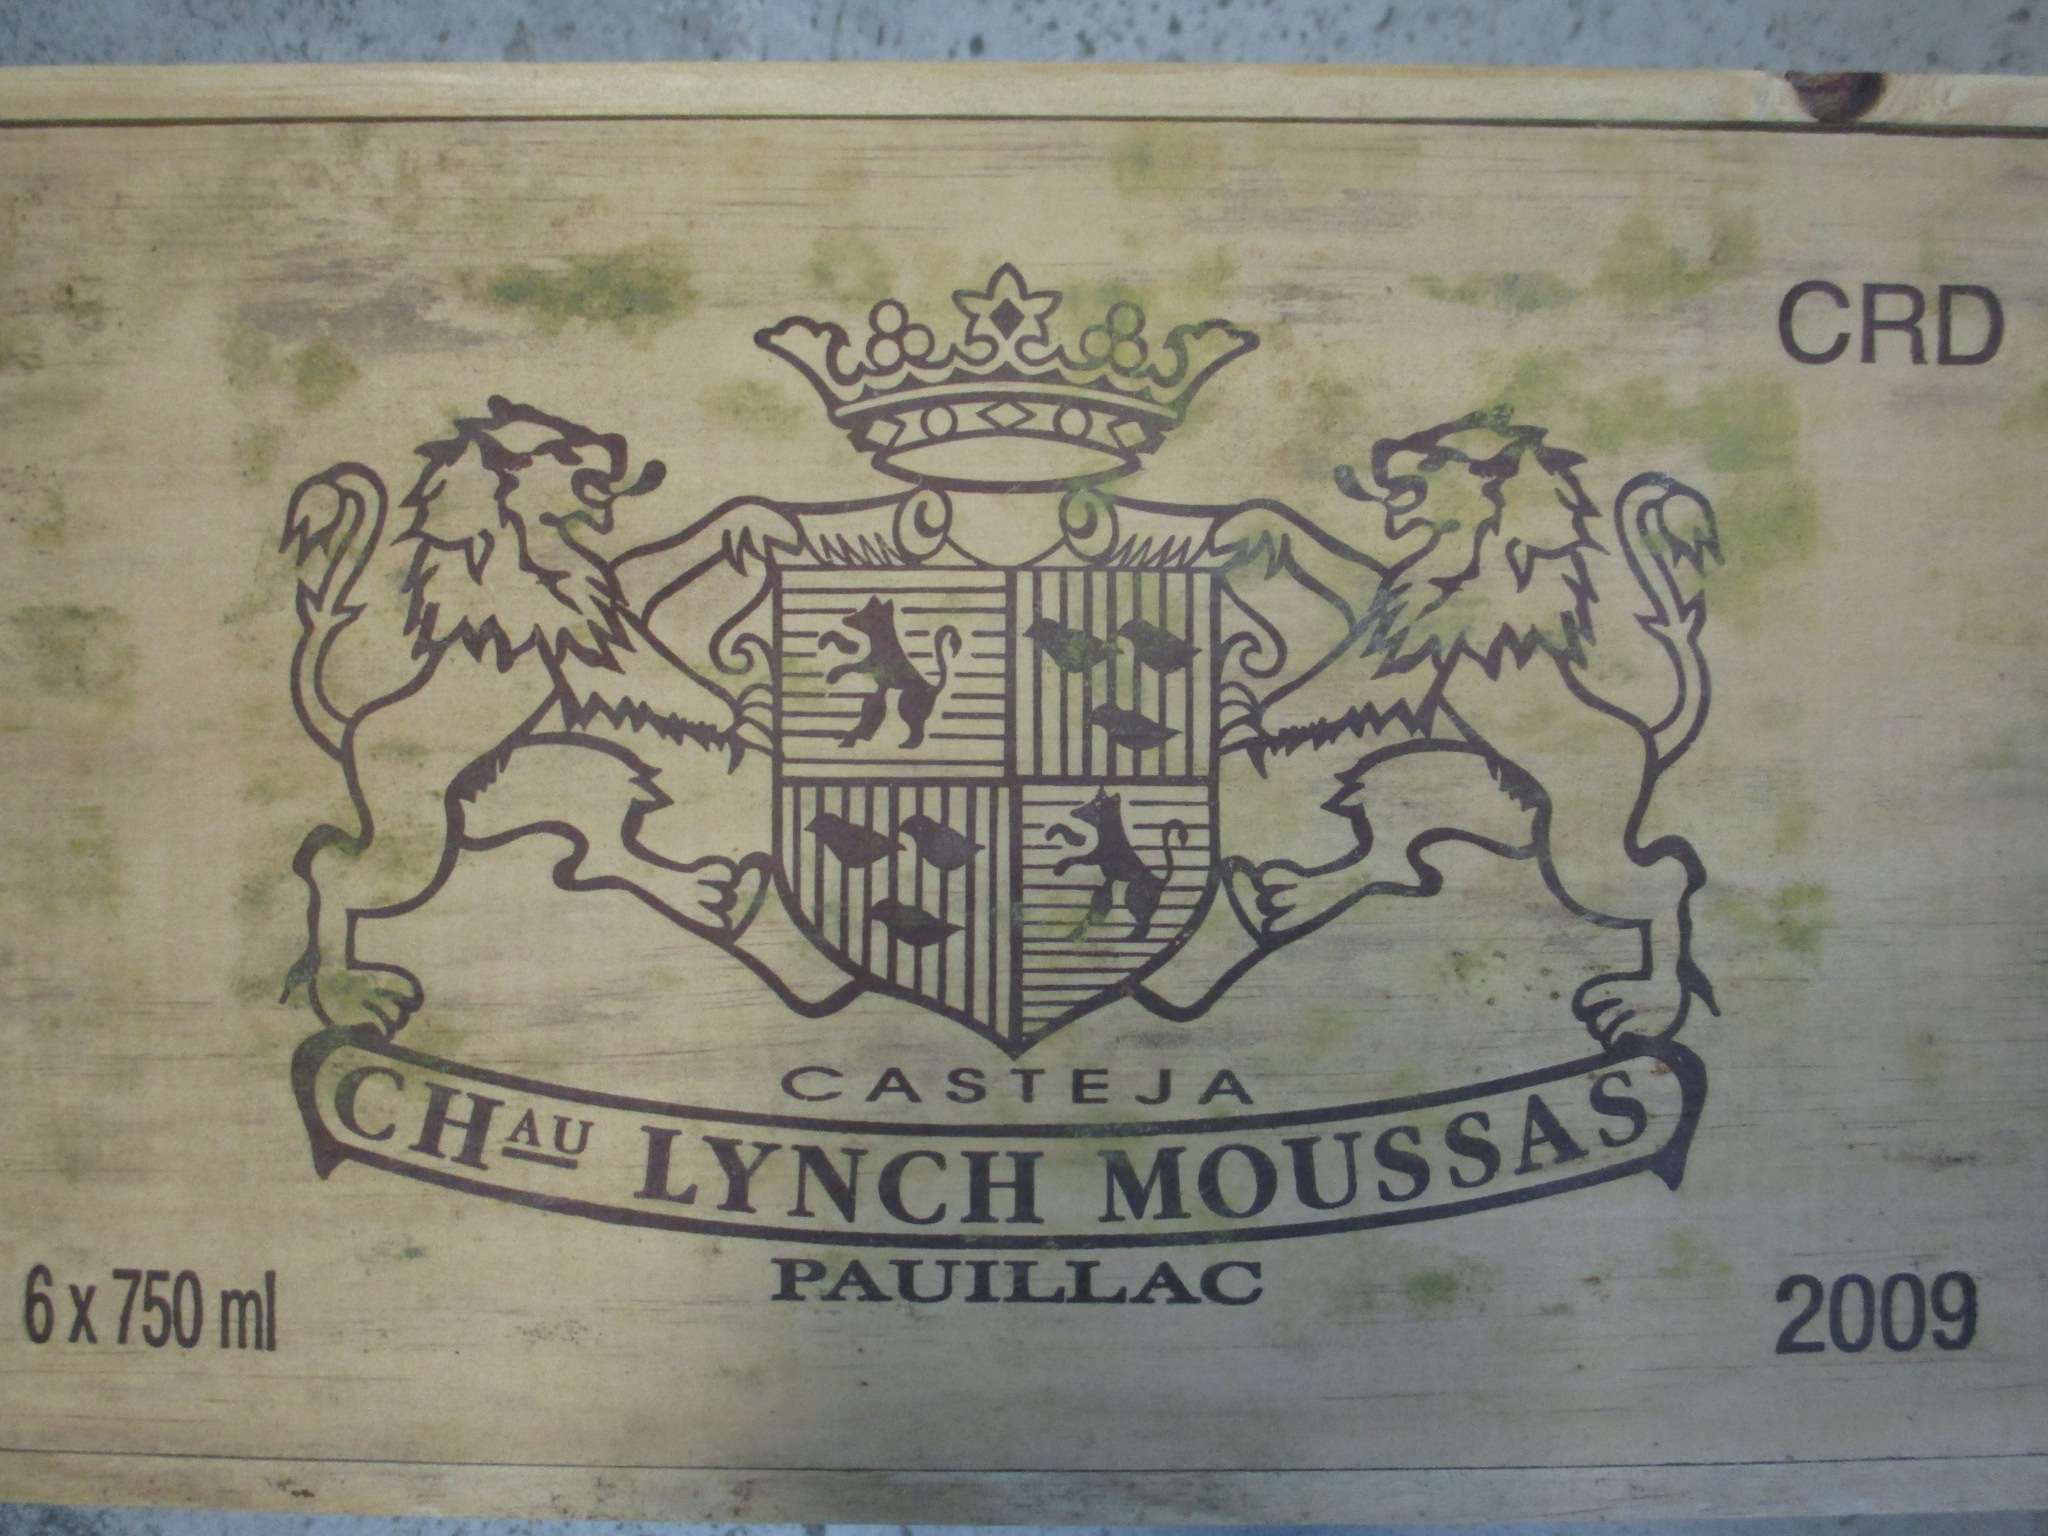 CRD
CASTEJA
CHAU LYNCH MOUSSAS
PAUILLAC
6 x 750 ml
2009